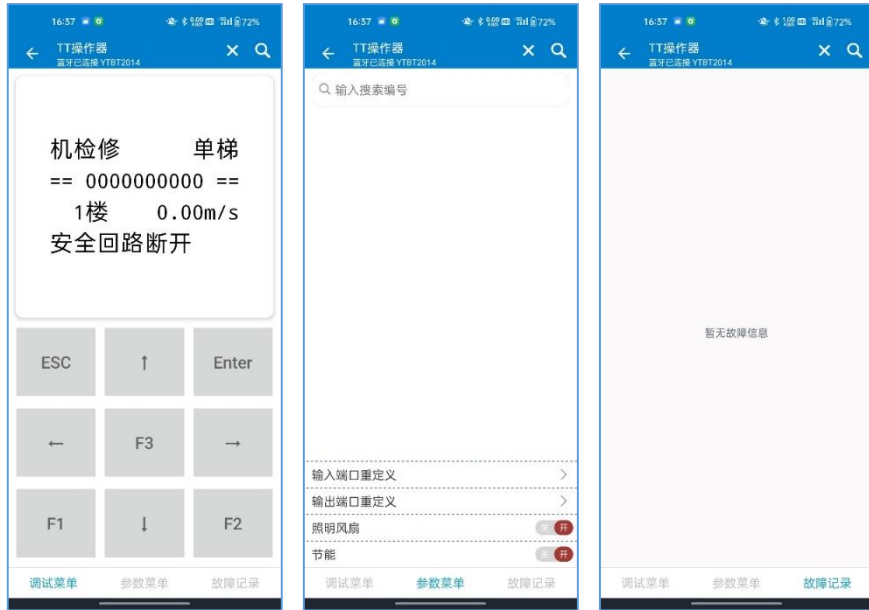 16:37
72%
TT操作器
蓝牙已连接 YTBT2014
机检修 单梯
== 0000000000 ==
1楼 0.00m/s
安全回路断开
ESC ↑ Enter
← F3 →
F1 ↓ F2
调试菜单 参数菜单 故障记录
16:37
72%
TT操作器
蓝牙已连接 YTBT2014
输入搜索编号
输入端口重定义
输出端口重定义
照明风扇 关 开
节能 关 开
调试菜单 参数菜单 故障记录
16:37
72%
TT操作器
蓝牙已连接 YTBT2014
暂无故障信息
调试菜单 参数菜单 故障记录